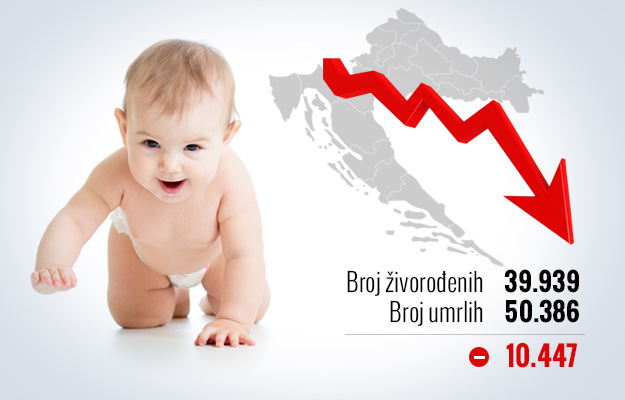 Broj živorođenih 39.939
Broj umrlih 50.386
- 10.447